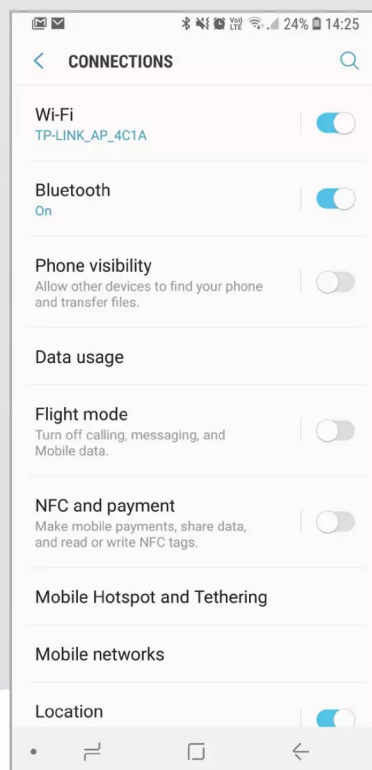 Vo)) LTE 24% 14:25
CONNECTIONS
Wi-Fi
TP-LINK_AP_4C1A
Bluetooth
On
Phone visibility
Allow other devices to find your phone
and transfer files.
Data usage
Flight mode
Turn off calling, messaging, and
Mobile data.
NFC and payment
Make mobile payments, share data,
and read or write NFC tags.
Mobile Hotspot and Tethering
Mobile networks
Location